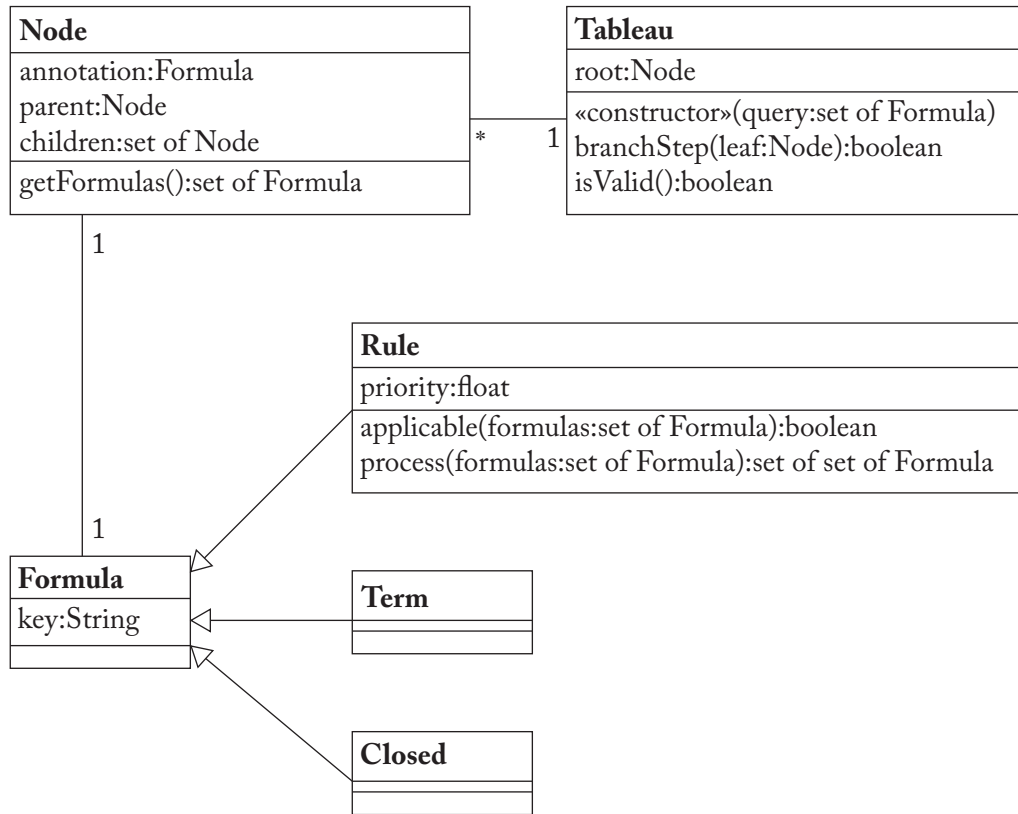 Node
annotation:Formula
parent:Node
children:set of Node
getFormulas():set of Formula
Tableau
root:Node
«constructor»(query:set of Formula)
branchStep(leaf:Node):boolean
isValid():boolean
*
1
1
Rule
priority:float
applicable(formulas:set of Formula):boolean
process(formulas:set of Formula):set of set of Formula
1
Formula
key:String
Term
Closed